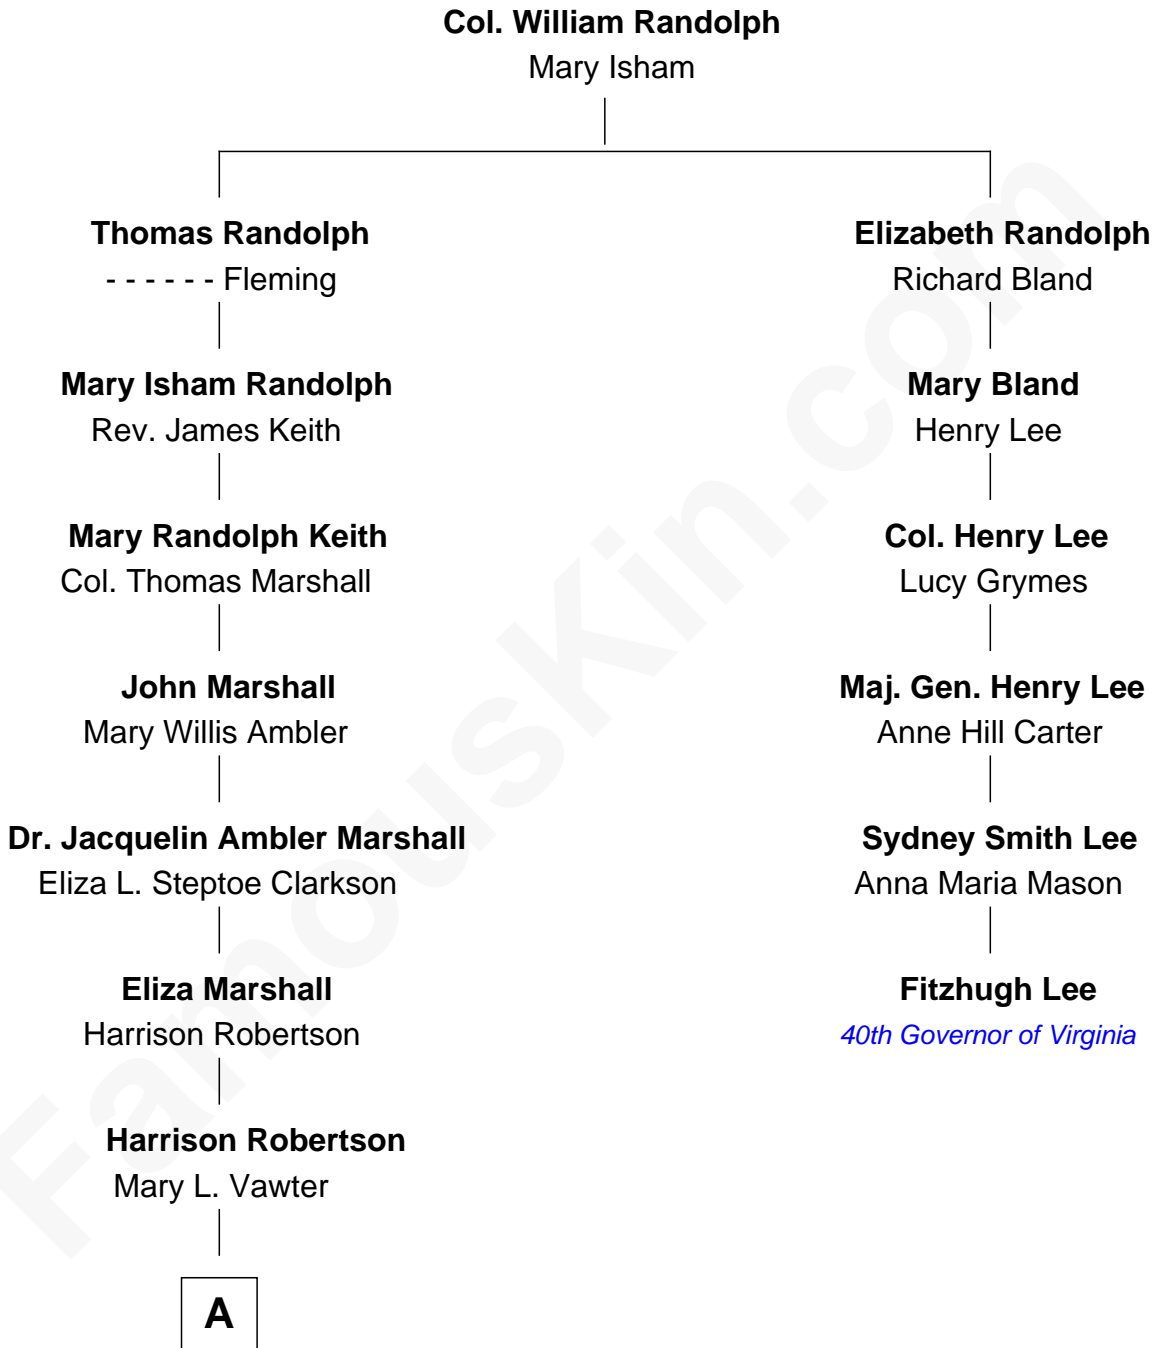 Col. William Randolph
Mary Isham
Thomas Randolph
- - - - - - Fleming
Mary Isham Randolph
Rev. James Keith
Mary Randolph Keith
Col. Thomas Marshall
John Marshall
Mary Willis Ambler
Dr. Jacquelin Ambler Marshall
Eliza L. Steptoe Clarkson
Eliza Marshall
Harrison Robertson
Harrison Robertson
Mary L. Vawter
A
Elizabeth Randolph
Richard Bland
Mary Bland
Henry Lee
Col. Henry Lee
Lucy Grymes
Maj. Gen. Henry Lee
Anne Hill Carter
Sydney Smith Lee
Anna Maria Mason
Fitzhugh Lee
40th Governor of Virginia
FamousKin.com